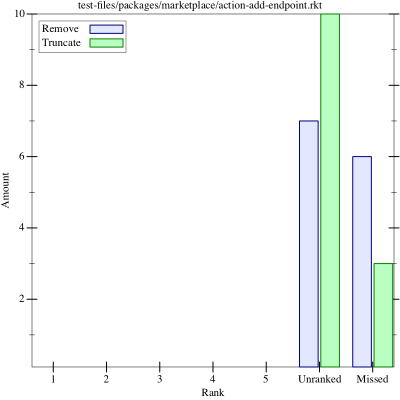 test-files/packages/marketplace/action-add-endpoint.rkt
Remove
Truncate
10
8
6
4
2
Amount
1 2 3 4 5 Unranked Missed
Rank